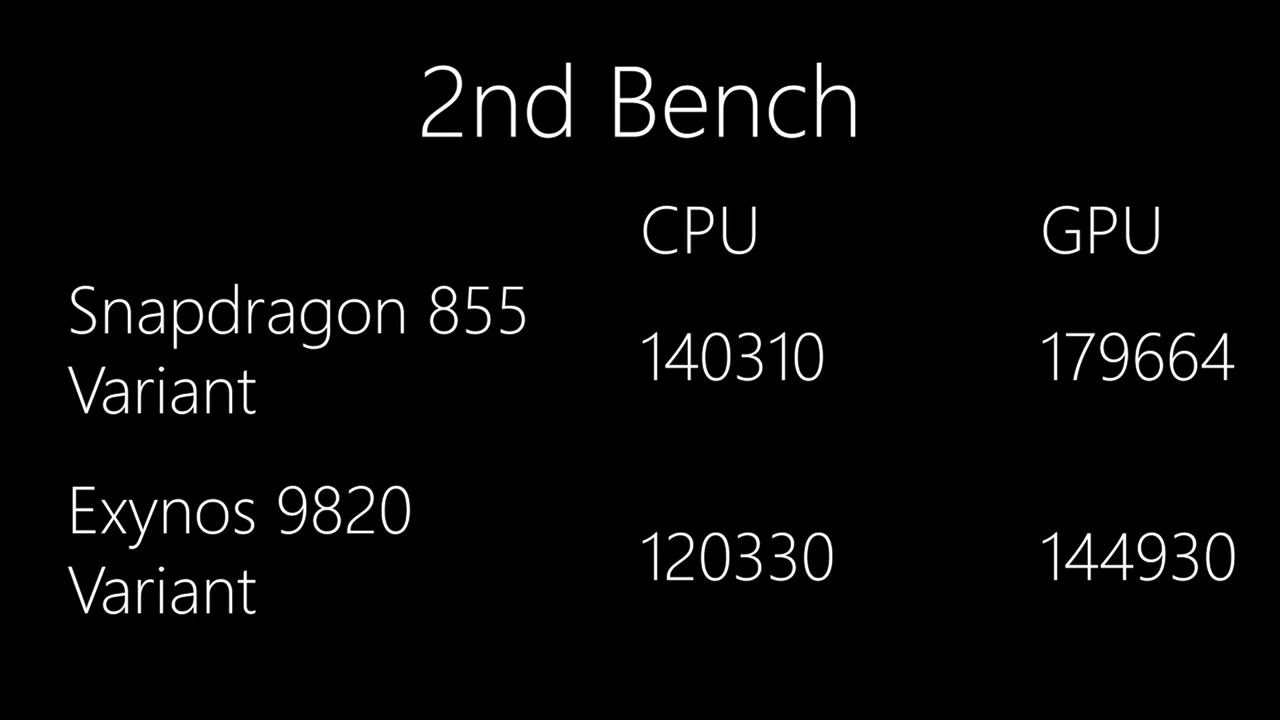 2nd Bench
CPU GPU
Snapdragon 855
Variant
140310 179664
Exynos 9820
Variant
120330 144930